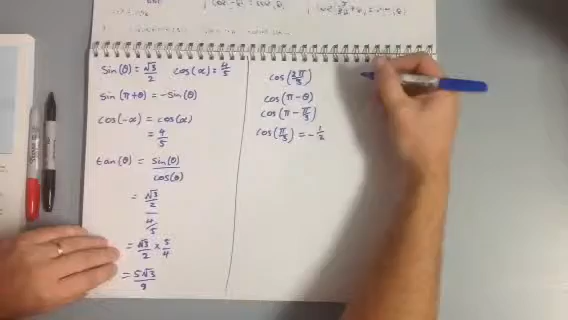 sin(θ) = √3/2 cos(α) = 4/5
sin(π+θ) = -sin(θ)
cos(-α) = cos(α)
= 4/5
tan(θ) = sin(θ)/cos(θ)
= √3/2 / 4/5
= √3/2 × 5/4
= 5√3/8
cos(2π/3)
cos(π - θ)
cos(π - π/3)
cos(π/3) = -1/2